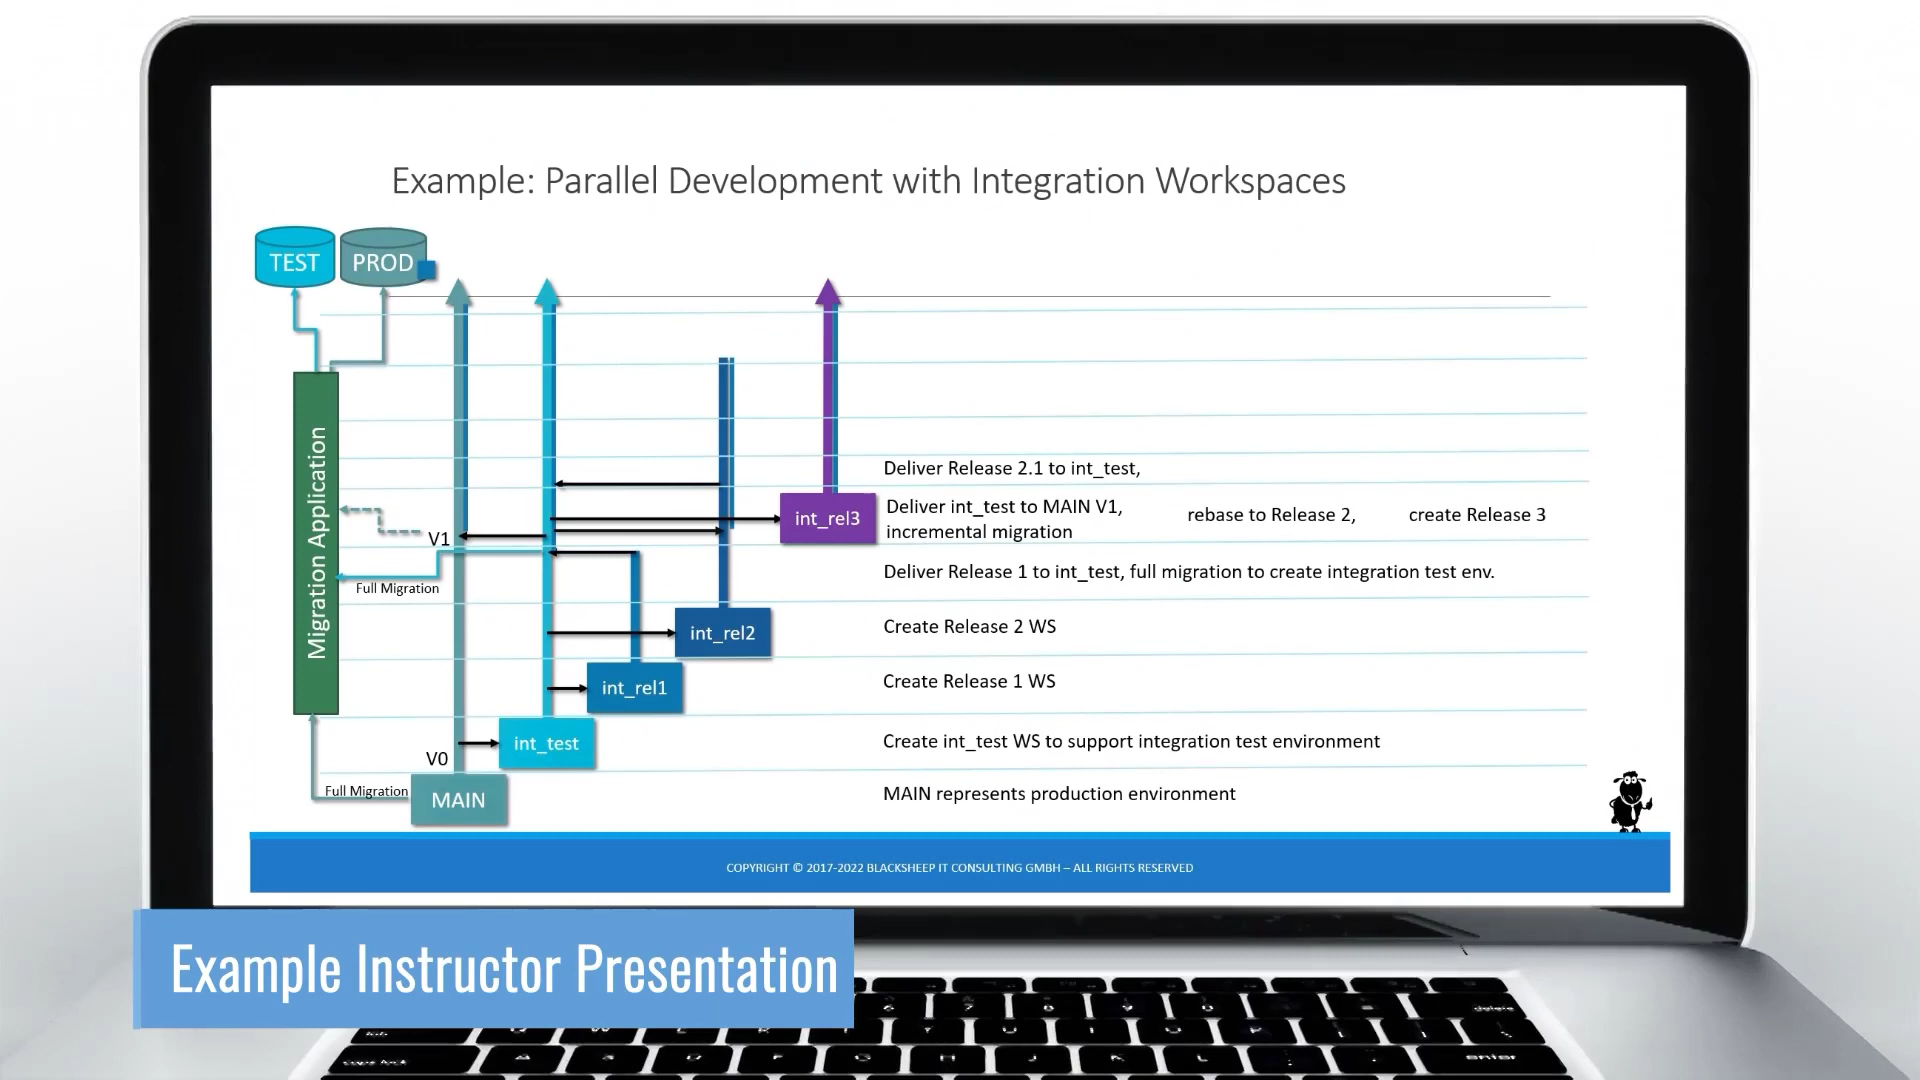 Example: Parallel Development with Integration Workspaces
TEST
PROD
Deliver Release 2.1 to int_test,
int_rel3
Deliver int_test to MAIN V1,
incremental migration
rebase to Release 2,
create Release 3
V1
Migration Application
Full Migration
Deliver Release 1 to int_test, full migration to create integration test env.
int_rel2
Create Release 2 WS
int_rel1
Create Release 1 WS
int_test
Create int_test WS to support integration test environment
V0
Full Migration
MAIN
MAIN represents production environment
COPYRIGHT © 2017-2022 BLACKSHEEP IT CONSULTING GMBH – ALL RIGHTS RESERVED
Example Instructor Presentation
delete
enter
caps lock